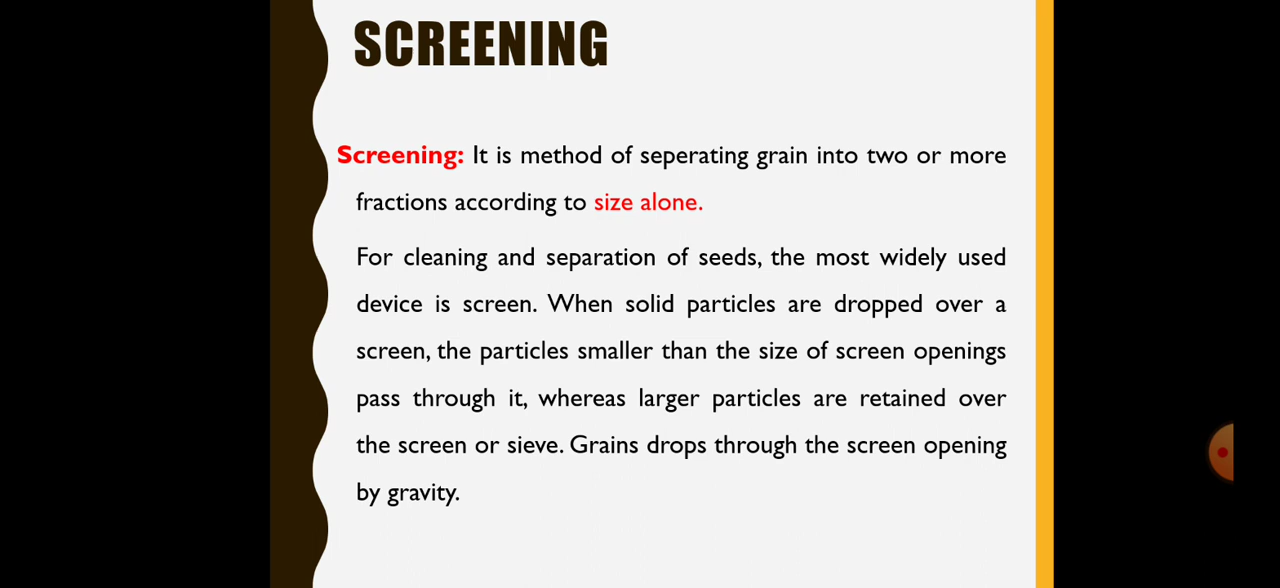 SCREENING
Screening: It is method of seperating grain into two or more
fractions according to size alone.
For cleaning and separation of seeds, the most widely used
device is screen. When solid particles are dropped over a
screen, the particles smaller than the size of screen openings
pass through it, whereas larger particles are retained over
the screen or sieve. Grains drops through the screen opening
by gravity.